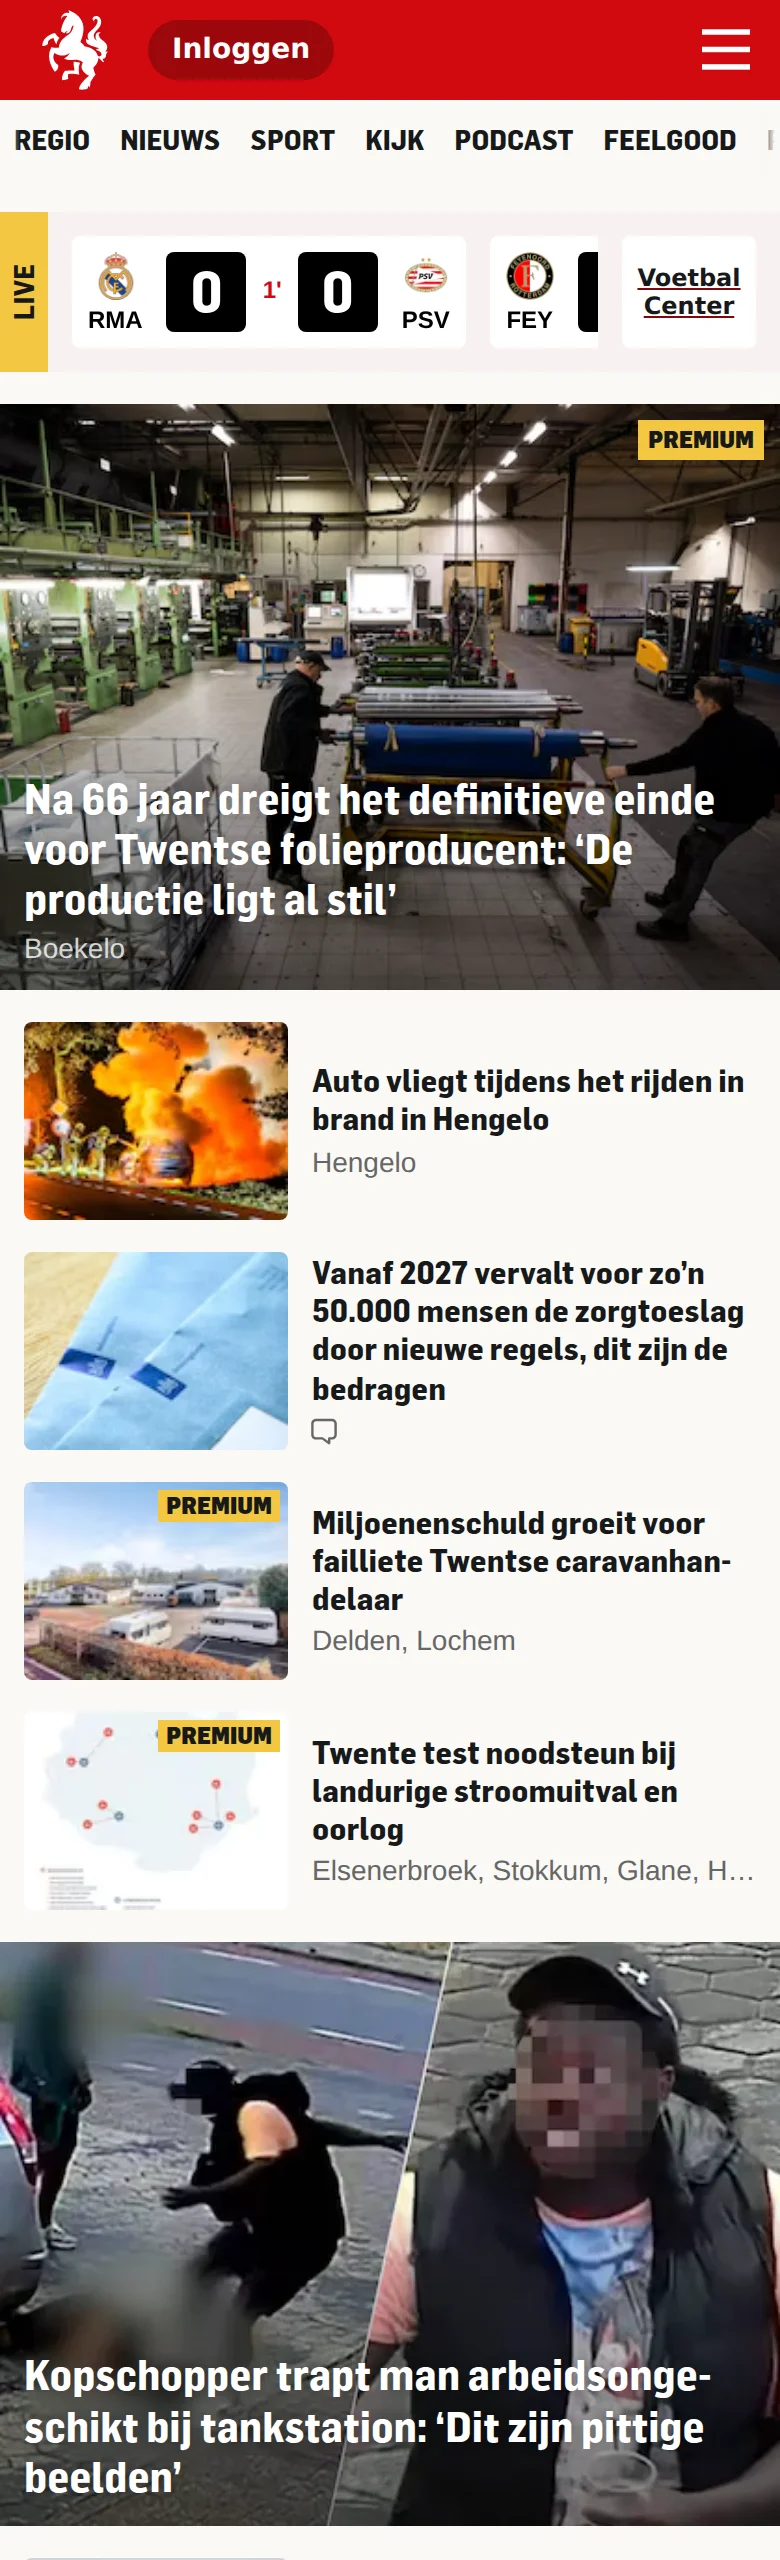 Inloggen
REGIO NIEUWS SPORT KIJK PODCAST FEELGOOD
LIVE
RMA 0 1' 0 PSV
FEY
Voetbal
Center
PREMIUM
Na 66 jaar dreigt het definitieve einde
voor Twentse folieproducent: ‘De
productie ligt al stil’
Boekelo
Auto vliegt tijdens het rijden in
brand in Hengelo
Hengelo
Vanaf 2027 vervalt voor zo’n
50.000 mensen de zorgtoeslag
door nieuwe regels, dit zijn de
bedragen
PREMIUM
Miljoenenschuld groeit voor
failliete Twentse caravanhan-
delaar
Delden, Lochem
PREMIUM
Twente test noodsteun bij
landurige stroomuitval en
oorlog
Elsenerbroek, Stokkum, Glane, H…
Kopschopper trapt man arbeidsonge-
schikt bij tankstation: ‘Dit zijn pittige
beelden’